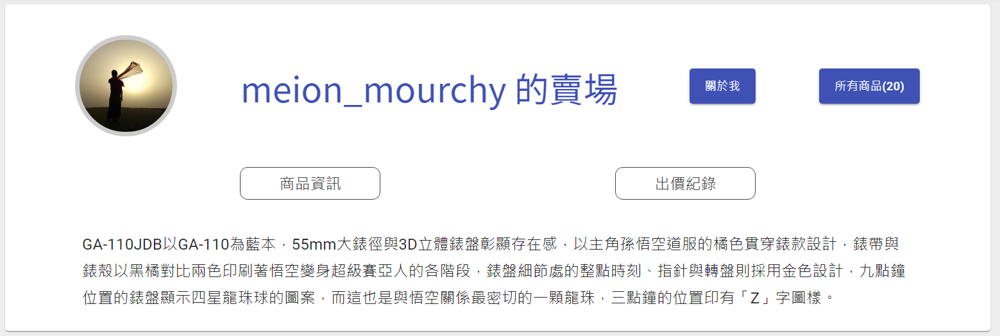 meion_mourchy 的賣場
關於我
所有商品(20)
商品資訊
出價紀錄
GA-110JDB以GA-110為藍本，55mm大錶徑與3D立體錶盤彰顯存在感，以主角孫悟空道服的橘色貫穿錶款設計，錶帶與
錶殼以黑橘對比兩色印刷著悟空變身超級賽亞人的各階段，錶盤細節處的整點時刻、指針與轉盤則採用金色設計，九點鐘
位置的錶盤顯示四星龍珠球的圖案，而這也是與悟空關係最密切的一顆龍珠，三點鐘的位置印有「Z」字圖樣。